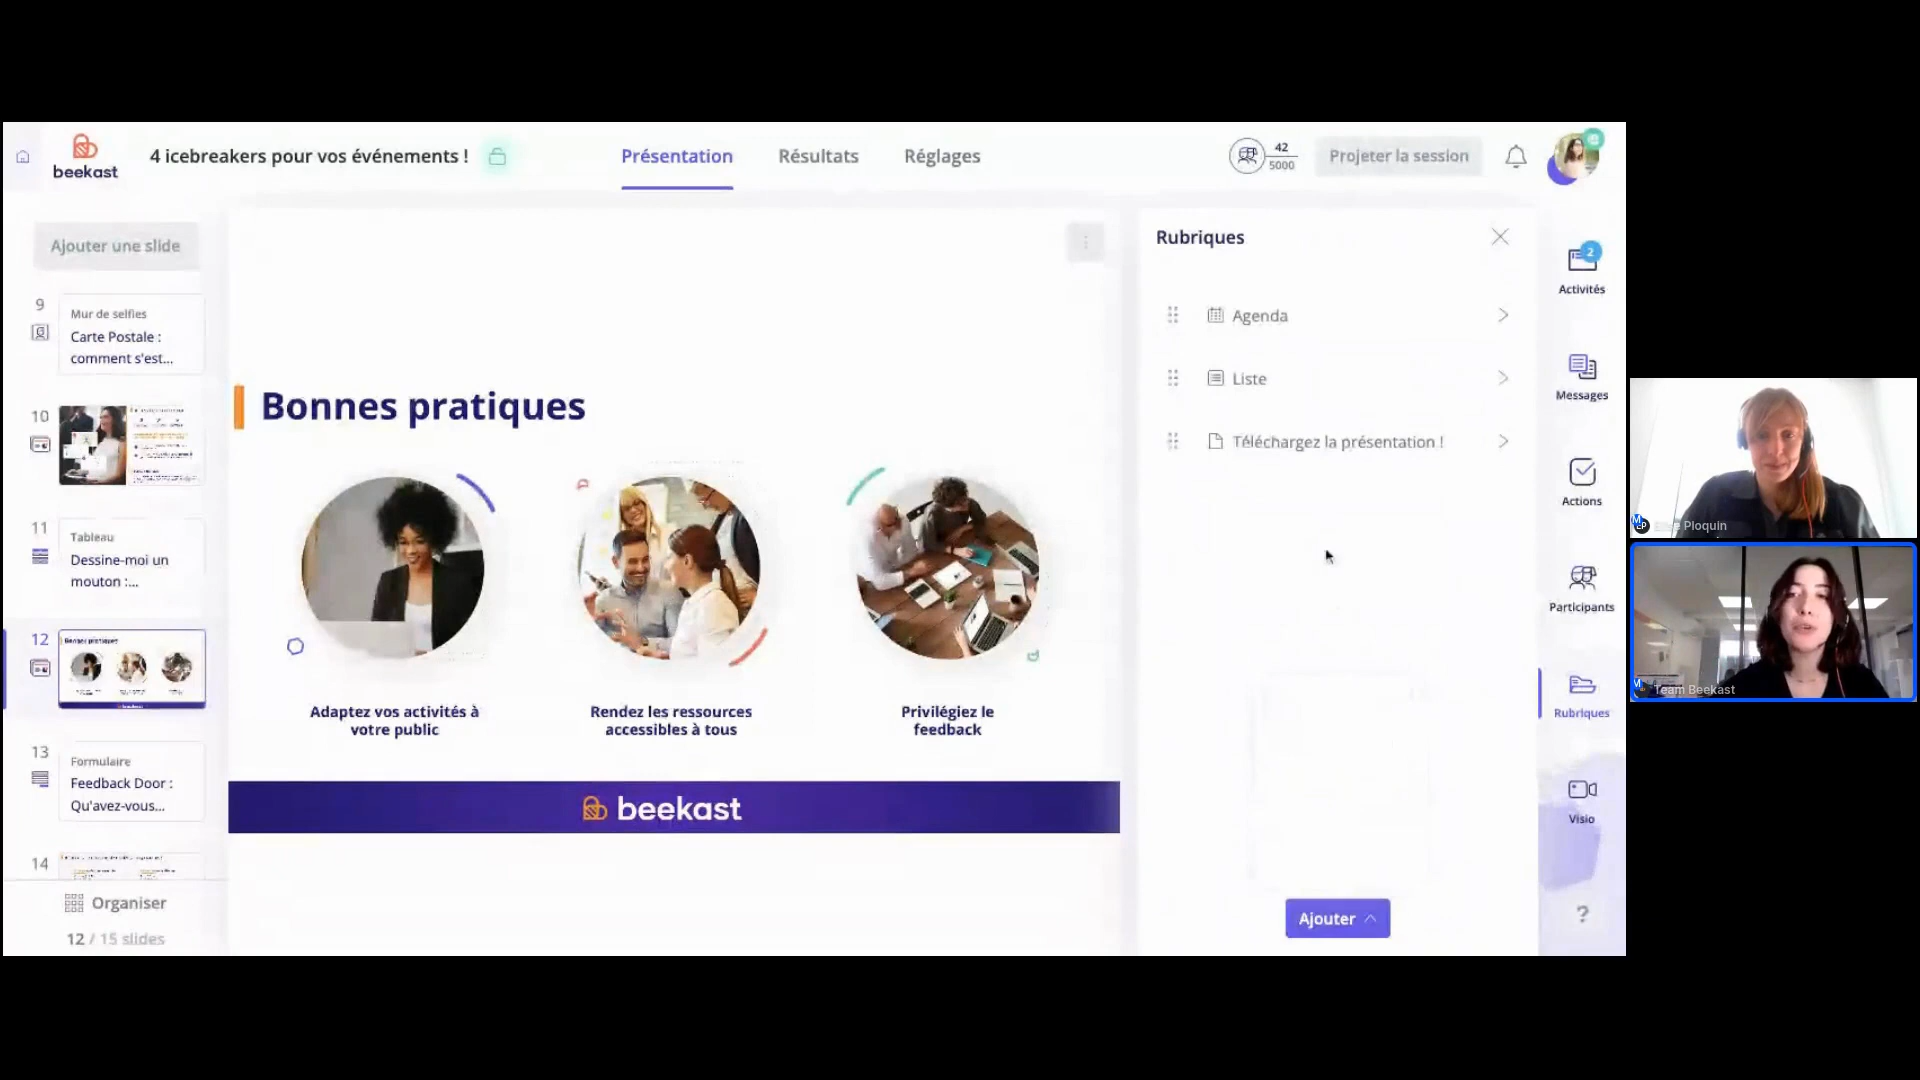 beekast
4 icebreakers pour vos événements !
Présentation
Résultats
Réglages
42
5000
Projeter la session
Ajouter une slide
9
Mur de selfies
Carte Postale :
comment s'est...
10
11
Tableau
Dessine-moi un
mouton :...
12
Bonnes pratiques
13
Formulaire
Feedback Door :
Qu'avez-vous...
14
Organiser
12 / 15 slides
Bonnes pratiques
Adaptez vos activités à
votre public
Rendez les ressources
accessibles à tous
Privilégiez le
feedback
beekast
Rubriques
Agenda
Liste
Téléchargez la présentation !
Ajouter
2
Activités
Messages
Actions
Participants
Rubriques
Visio
?
Ploquin
Team Beekast